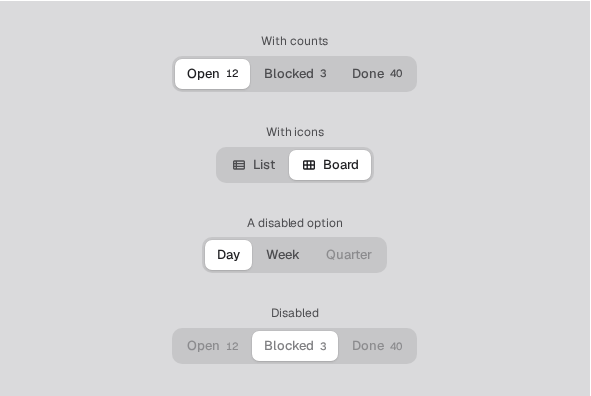 With counts
Open 12 Blocked 3 Done 40
With icons
List Board
A disabled option
Day Week Quarter
Disabled
Open 12 Blocked 3 Done 40